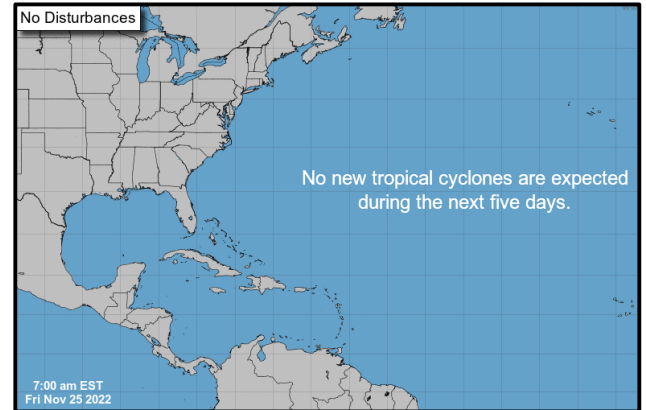 No Disturbances
No new tropical cyclones are expected
during the next five days.
7:00 am EST
Fri Nov 25 2022